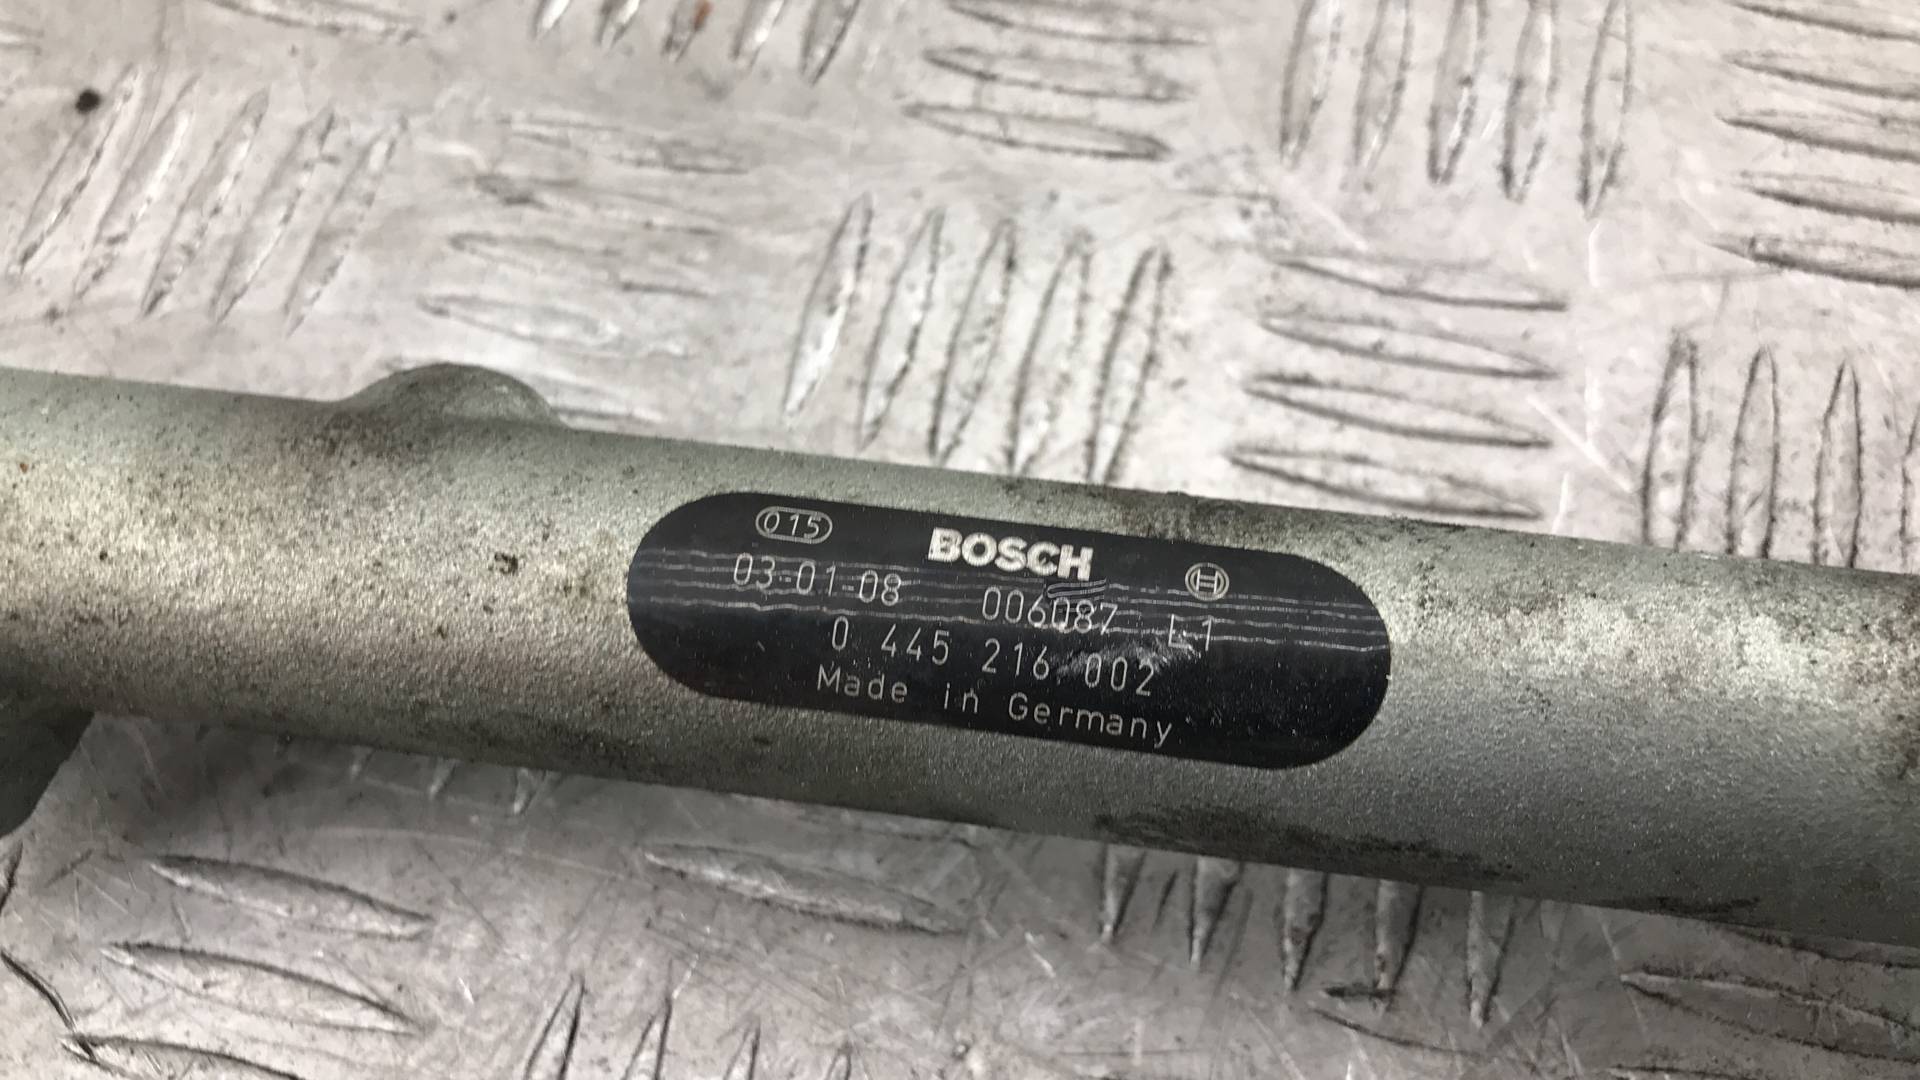 015
BOSCH
03-01-08 006087 L1
0 445 216 002
Made in Germany